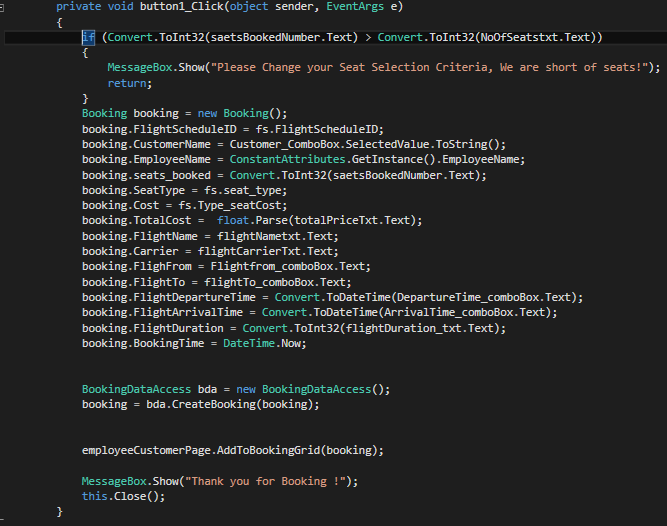 private void button1_Click(object sender, EventArgs e)
{
if (Convert.ToInt32(saetsBookedNumber.Text) > Convert.ToInt32(NoOfSeatstxt.Text))
{
MessageBox.Show("Please Change your Seat Selection Criteria, We are short of seats!");
return;
}
Booking booking = new Booking();
booking.FlightScheduleID = fs.FlightScheduleID;
booking.CustomerName = Customer_ComboBox.SelectedValue.ToString();
booking.EmployeeName = ConstantAttributes.GetInstance().EmployeeName;
booking.seats_booked = Convert.ToInt32(saetsBookedNumber.Text);
booking.SeatType = fs.seat_type;
booking.Cost = fs.Type_seatCost;
booking.TotalCost =  float.Parse(totalPriceTxt.Text);
booking.FlightName = flightNametxt.Text;
booking.Carrier = flightCarrierTxt.Text;
booking.FlighFrom = Flightfrom_comboBox.Text;
booking.FlightTo = flightTo_comboBox.Text;
booking.FlightDepartureTime = Convert.ToDateTime(DepartureTime_comboBox.Text);
booking.FlightArrivalTime = Convert.ToDateTime(ArrivalTime_comboBox.Text);
booking.FlightDuration = Convert.ToInt32(flightDuration_txt.Text);
booking.BookingTime = DateTime.Now;
BookingDataAccess bda = new BookingDataAccess();
booking = bda.CreateBooking(booking);
employeeCustomerPage.AddToBookingGrid(booking);
MessageBox.Show("Thank you for Booking !");
this.Close();
}